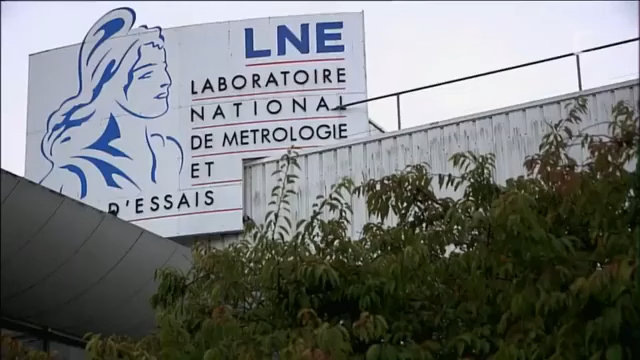 LNE
LABORATOIRE
NATIONAL
DE METROLOGIE
ET
D'ESSAIS